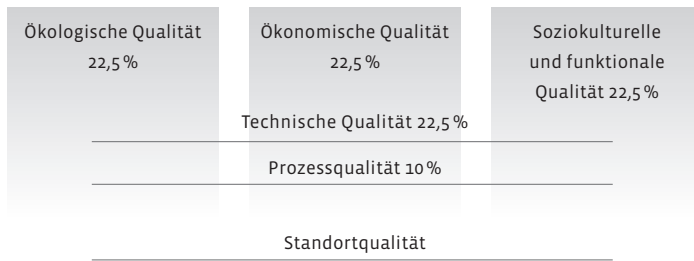 Ökologische Qualität
22,5 %
Ökonomische Qualität
22,5 %
Soziokulturelle
und funktionale
Qualität 22,5 %
Technische Qualität 22,5 %
Prozessqualität 10 %
Standortqualität